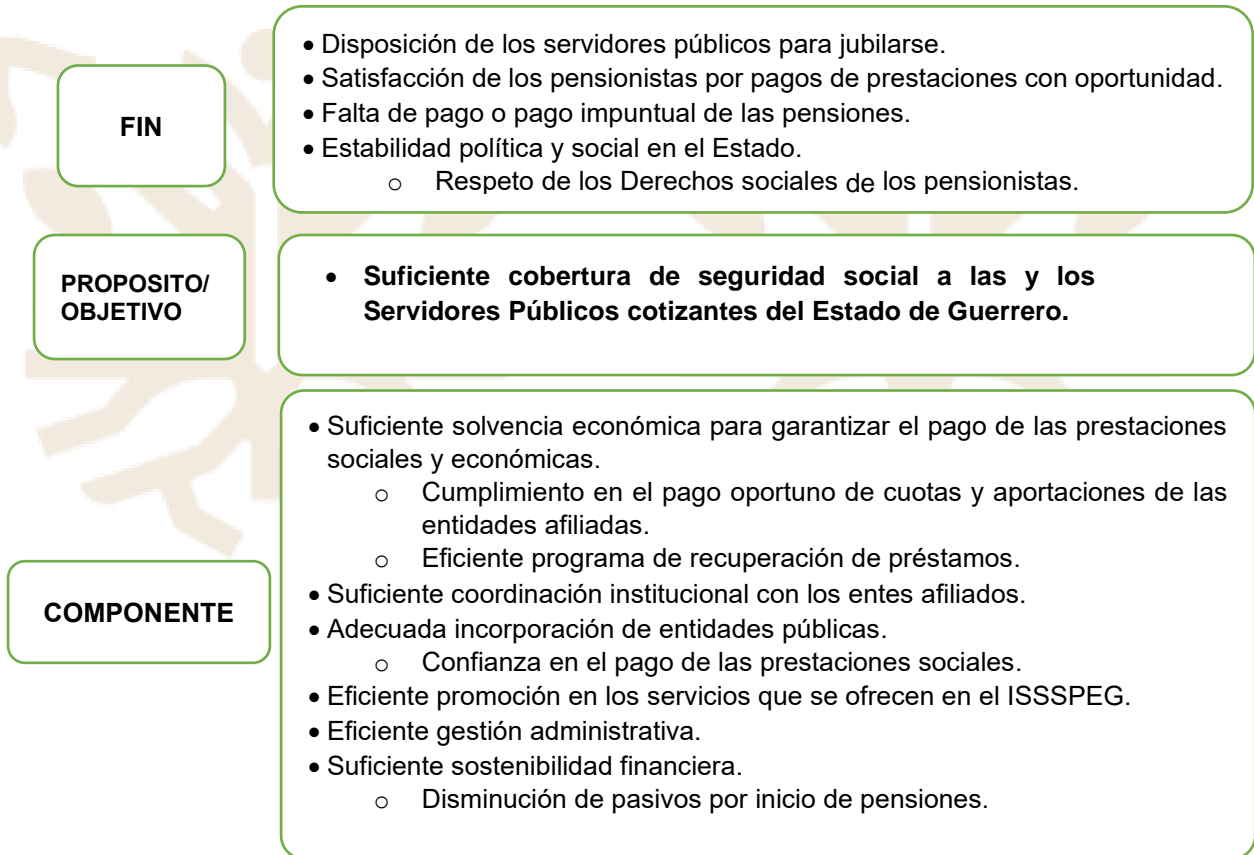 FIN
• Disposición de los servidores públicos para jubilarse.
• Satisfacción de los pensionistas por pagos de prestaciones con oportunidad.
• Falta de pago o pago impuntual de las pensiones.
• Estabilidad política y social en el Estado.
o Respeto de los Derechos sociales de los pensionistas.
PROPOSITO/
OBJETIVO
• Suficiente cobertura de seguridad social a las y los
Servidores Públicos cotizantes del Estado de Guerrero.
COMPONENTE
• Suficiente solvencia económica para garantizar el pago de las prestaciones
sociales y económicas.
o Cumplimiento en el pago oportuno de cuotas y aportaciones de las
entidades afiliadas.
o Eficiente programa de recuperación de préstamos.
• Suficiente coordinación institucional con los entes afiliados.
• Adecuada incorporación de entidades públicas.
o Confianza en el pago de las prestaciones sociales.
• Eficiente promoción en los servicios que se ofrecen en el ISSSPEG.
• Eficiente gestión administrativa.
• Suficiente sostenibilidad financiera.
o Disminución de pasivos por inicio de pensiones.